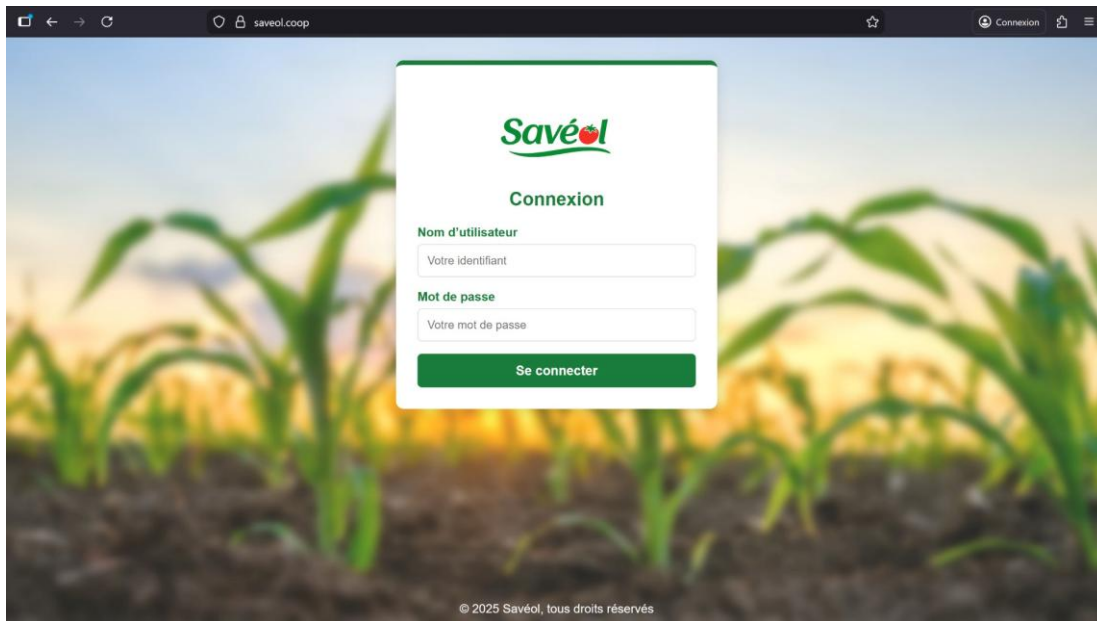 saveol.coop
Connexion
Savéol
Connexion
Nom d'utilisateur
Votre identifiant
Mot de passe
Votre mot de passe
Se connecter
© 2025 Savéol, tous droits réservés